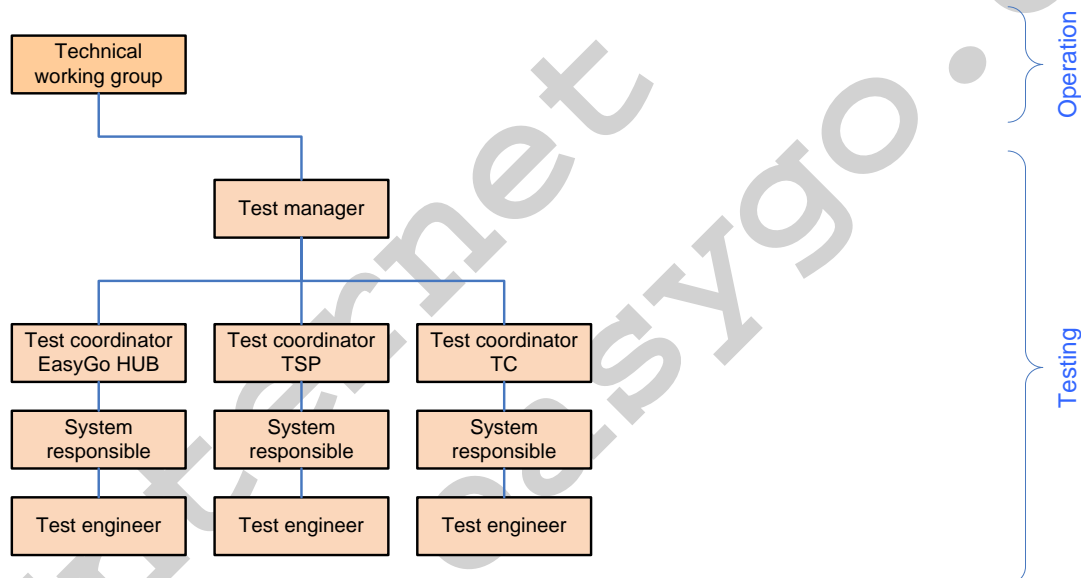 Technical
working group
Operation
Test manager
Test coordinator
EasyGo HUB
Test coordinator
TSP
Test coordinator
TC
System
responsible
System
responsible
System
responsible
Test engineer
Test engineer
Test engineer
Testing
easygo.